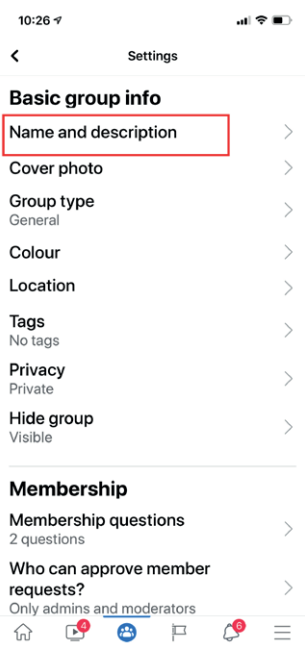 10:26
Settings
Basic group info
Name and description
Cover photo
Group type
General
Colour
Location
Tags
No tags
Privacy
Private
Hide group
Visible
Membership
Membership questions
2 questions
Who can approve member
requests?
Only admins and moderators
4
6